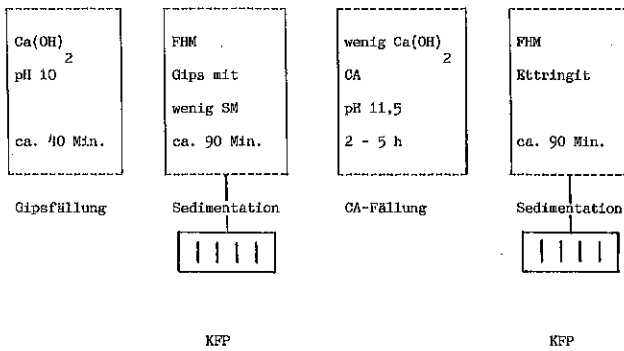 Ca(OH)2
pH 10
ca. 40 Min.
Gipsfällung
FHM
Gips mit
wenig SM
ca. 90 Min.
Sedimentation
KFP
wenig Ca(OH)2
CA
pH 11,5
2 - 5 h
CA-Fällung
FHM
Ettringit
ca. 90 Min.
Sedimentation
KFP